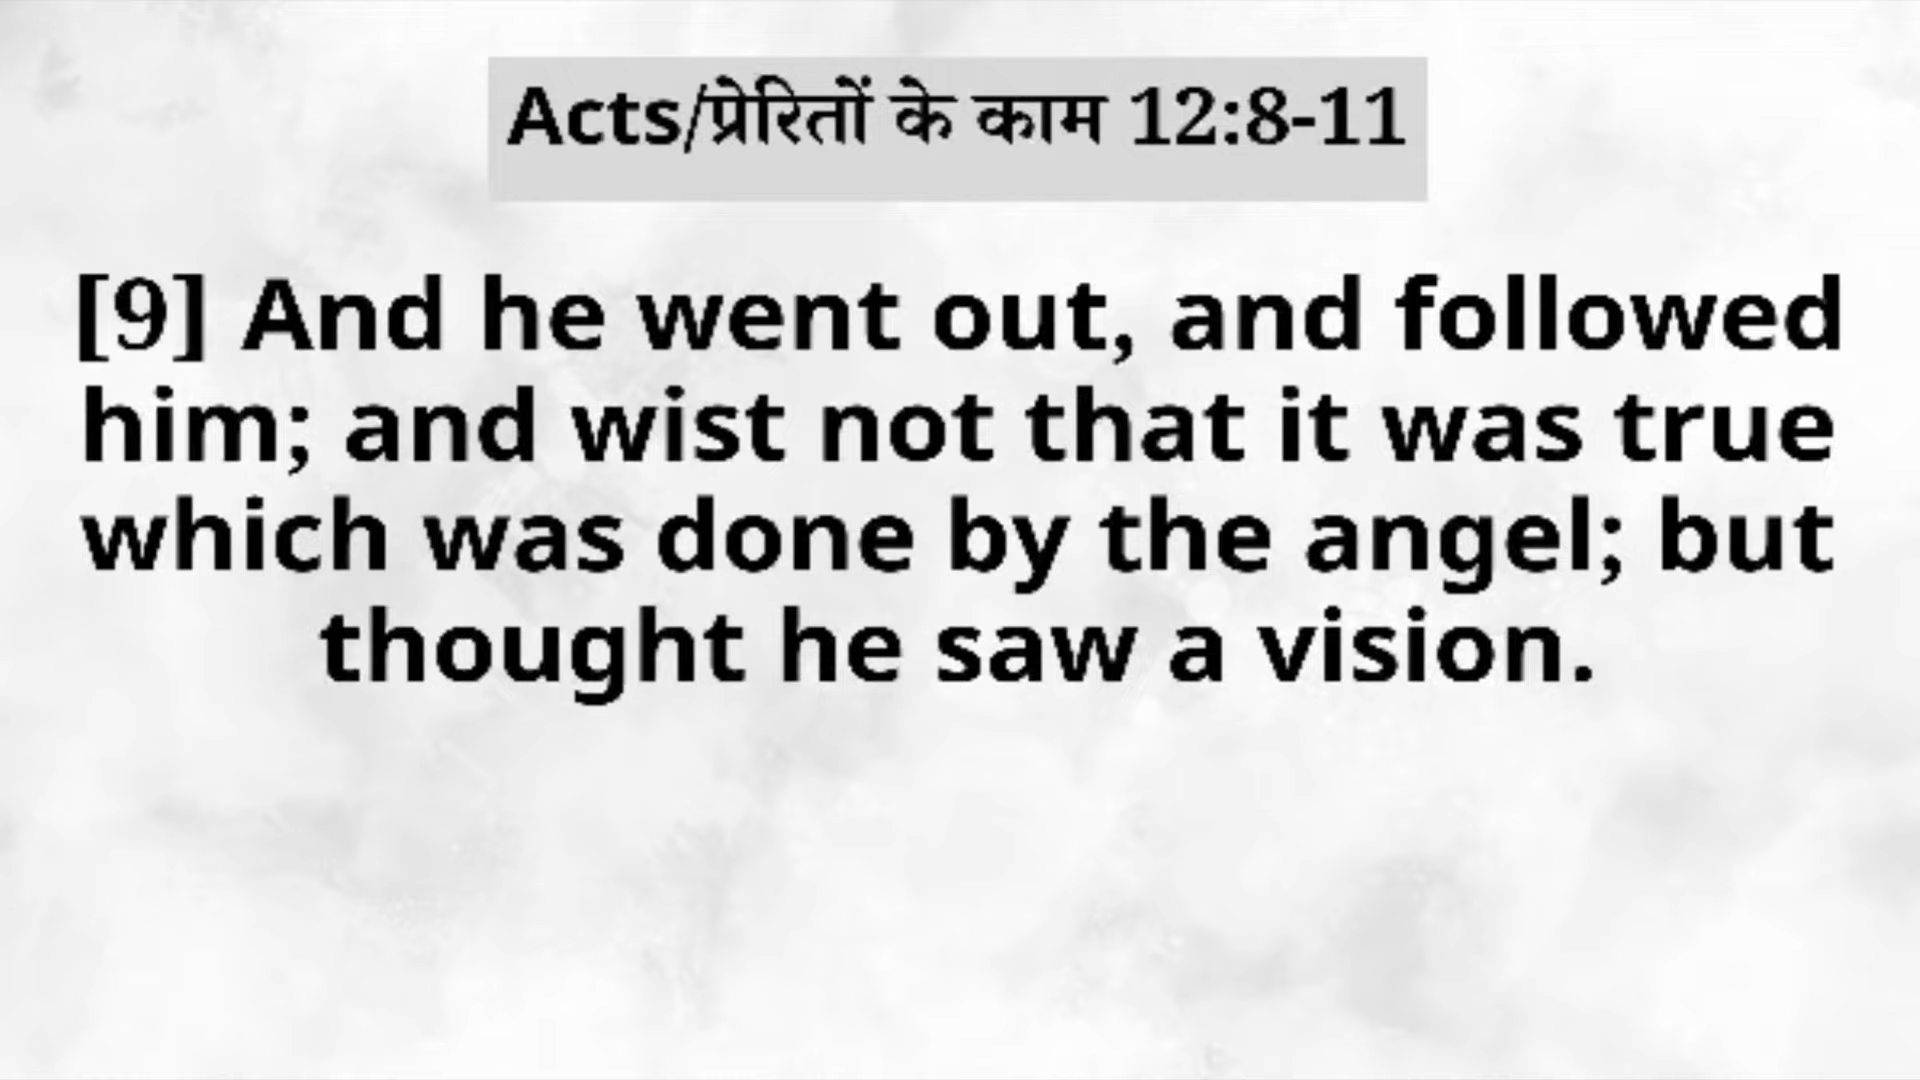 Acts/प्रेरितों के काम 12:8-11
[9] And he went out, and followed
him; and wist not that it was true
which was done by the angel; but
thought he saw a vision.